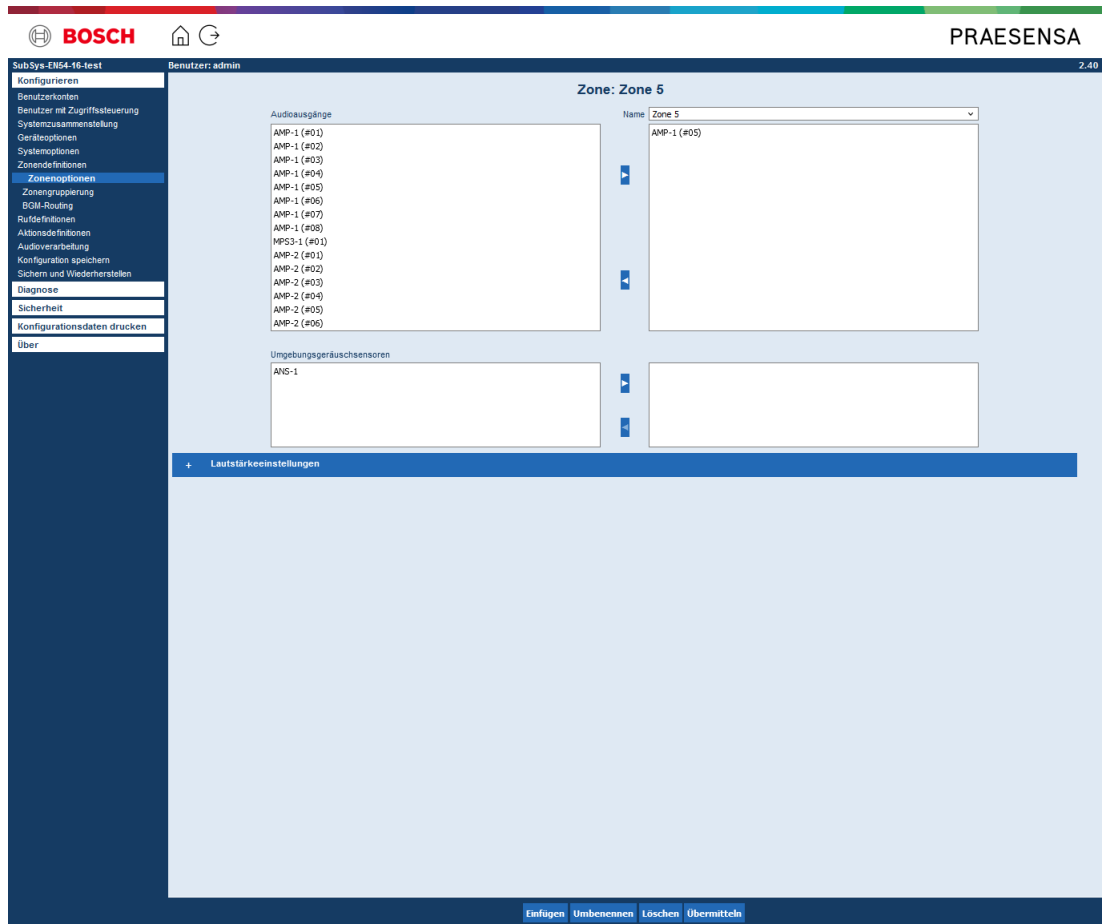 BOSCH
PRAESENSA
SubSys-EN54-16-test
Benutzer: admin
2.40
Konfigurieren
Benutzerkonten
Benutzer mit Zugriffssteuerung
Systemzusammenstellung
Geräteoptionen
Systemoptionen
Zonendefinitionen
Zonenoptionen
Zonengruppierung
BGM-Routing
Rufdefinitionen
Aktionsdefinitionen
Audioverarbeitung
Konfiguration speichern
Sichern und Wiederherstellen
Diagnose
Sicherheit
Konfigurationsdaten drucken
Über
Zone: Zone 5
Audioausgänge
Name Zone 5
AMP-1 (#01)
AMP-1 (#02)
AMP-1 (#03)
AMP-1 (#04)
AMP-1 (#05)
AMP-1 (#06)
AMP-1 (#07)
AMP-1 (#08)
MPS3-1 (#01)
AMP-2 (#01)
AMP-2 (#02)
AMP-2 (#03)
AMP-2 (#04)
AMP-2 (#05)
AMP-2 (#06)
AMP-1 (#05)
Umgebungsgeräuschsensoren
ANS-1
+ Lautstärkeeinstellungen
Einfügen Umbenennen Löschen Übermitteln